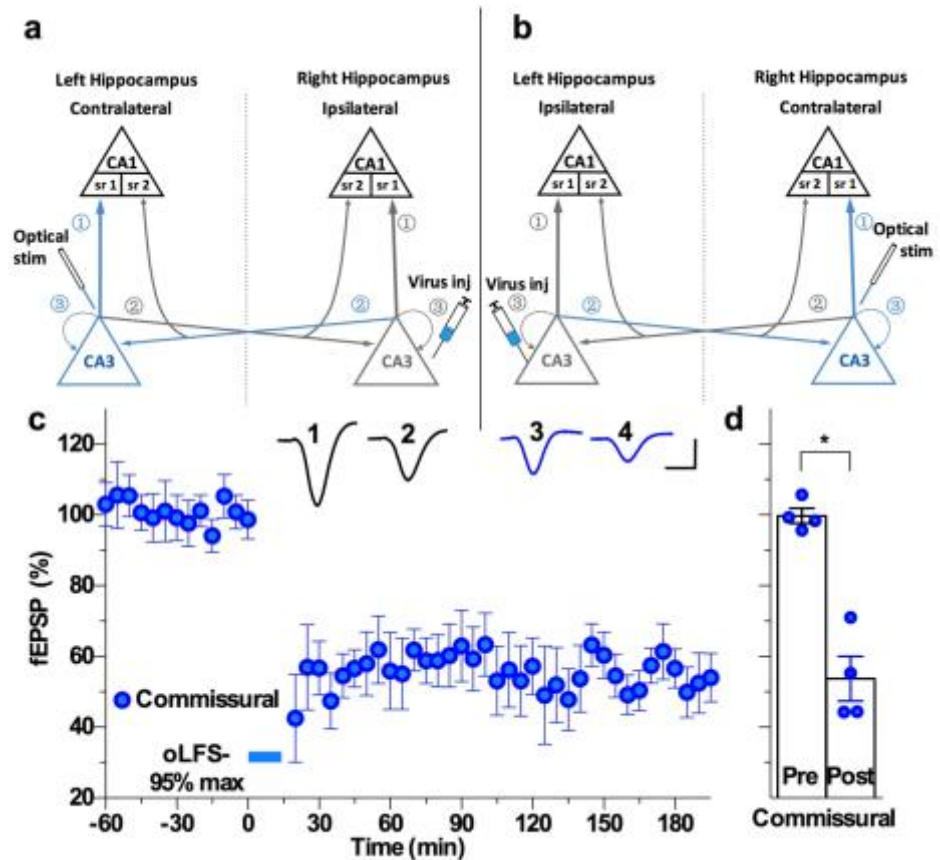 a
Left Hippocampus
Contralateral
Right Hippocampus
Ipsilateral
CA1
sr 1 sr 2
CA1
sr 2 sr 1
①
①
Optical
stim
Virus inj
③
②
②
③
CA3
CA3
b
Left Hippocampus
Ipsilateral
Right Hippocampus
Contralateral
CA1
sr 1 sr 2
CA1
sr 2 sr 1
①
①
Optical
stim
Virus inj
③
②
②
③
CA3
CA3
c
1 2 3 4
120
100
80
60
40
20
fEPSP (%)
Commissural
oLFS-
95% max
-60 -30 0 30 60 90 120 150 180
Time (min)
d
*
Pre Post
Commissural